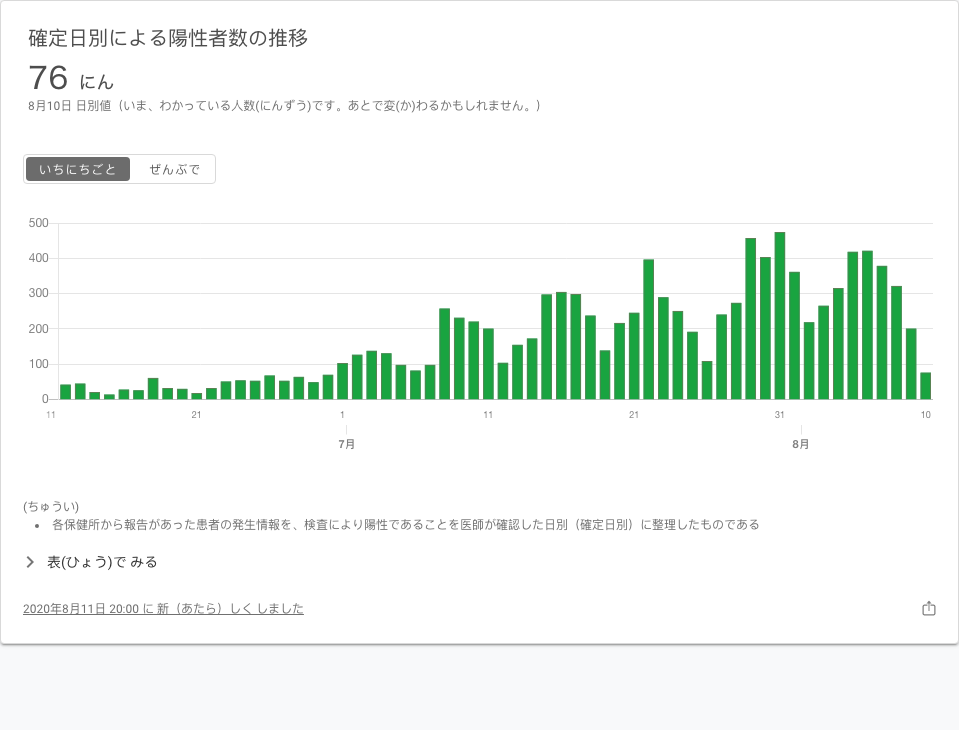 確定日別による陽性者数の推移
76 にん
8月10日 日別値（いま、わかっている人数(にんずう)です。あとで変(か)わるかもしれません。）
いちにちごと ぜんぶで
500
400
300
200
100
0
11 21 1 11 21 31 10
7月 8月
(ちゅうい)
• 各保健所から報告があった患者の発生情報を、検査により陽性であることを医師が確認した日別（確定日別）に整理したものである
表(ひょう)で みる
2020年8月11日 20:00 に 新（あたら）しく しました